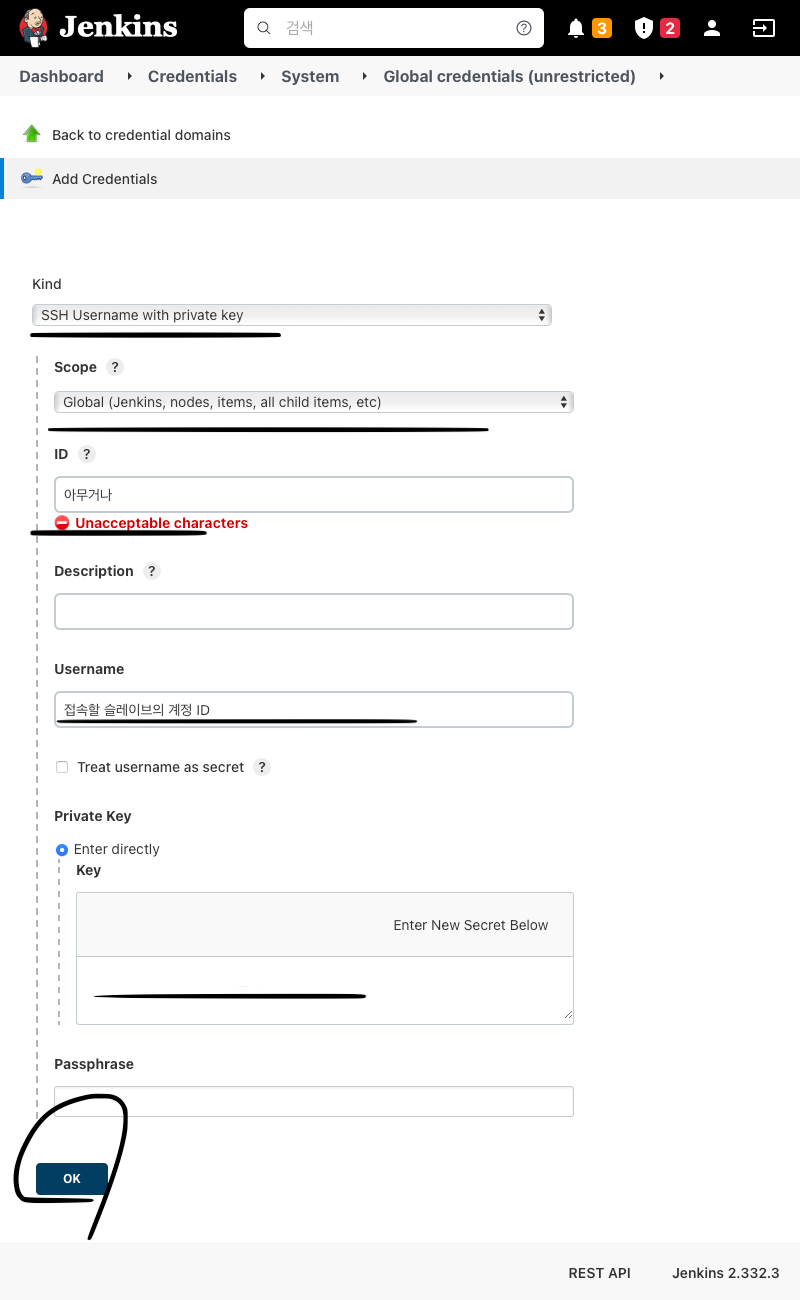 Jenkins
검색
3
2
Dashboard Credentials System Global credentials (unrestricted)
Back to credential domains
Add Credentials
Kind
SSH Username with private key
Scope ?
Global (Jenkins, nodes, items, all child items, etc)
ID ?
아무거나
Unacceptable characters
Description ?
Username
접속할 슬레이브의 계정 ID
Treat username as secret ?
Private Key
Enter directly
Key
Enter New Secret Below
Passphrase
OK
REST API Jenkins 2.332.3